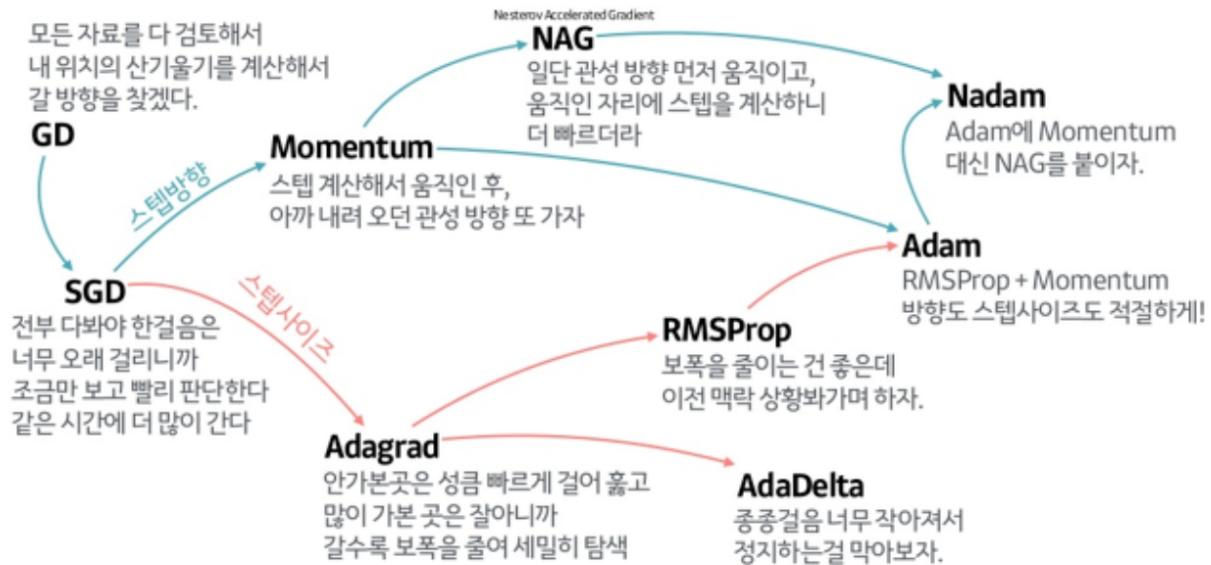 모든 자료를 다 검토해서
내 위치의 산기울기를 계산해서
갈 방향을 찾겠다.
GD
스텝방향
SGD
전부 다봐야 한걸음은
너무 오래 걸리니까
조금만 보고 빨리 판단한다
같은 시간에 더 많이 간다
스텝사이즈
Momentum
스텝 계산해서 움직인 후,
아까 내려 오던 관성 방향 또 가자
Nesterov Accelerated Gradient
NAG
일단 관성 방향 먼저 움직이고,
움직인 자리에 스텝을 계산하니
더 빠르더라
Nadam
Adam에 Momentum
대신 NAG를 붙이자.
Adam
RMSProp + Momentum
방향도 스텝사이즈도 적절하게!
RMSProp
보폭을 줄이는 건 좋은데
이전 맥락 상황봐가며 하자.
Adagrad
안가본곳은 성큼 빠르게 걸어 훑고
많이 가본 곳은 잘아니까
갈수록 보폭을 줄여 세밀히 탐색
AdaDelta
종종걸음 너무 작아져서
정지하는걸 막아보자.